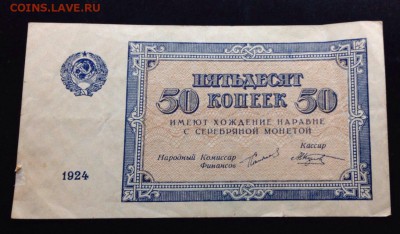 COINS.LAVE.RU
ПЯТЬДЕСЯТ
50 КОПЕЕК 50
ИМЕЮТ ХОЖДЕНИЕ НАРАВНЕ
С СЕРЕБРЯНОЙ МОНЕТОЙ
Народный Комиссар
Финансов
Кассир
1924